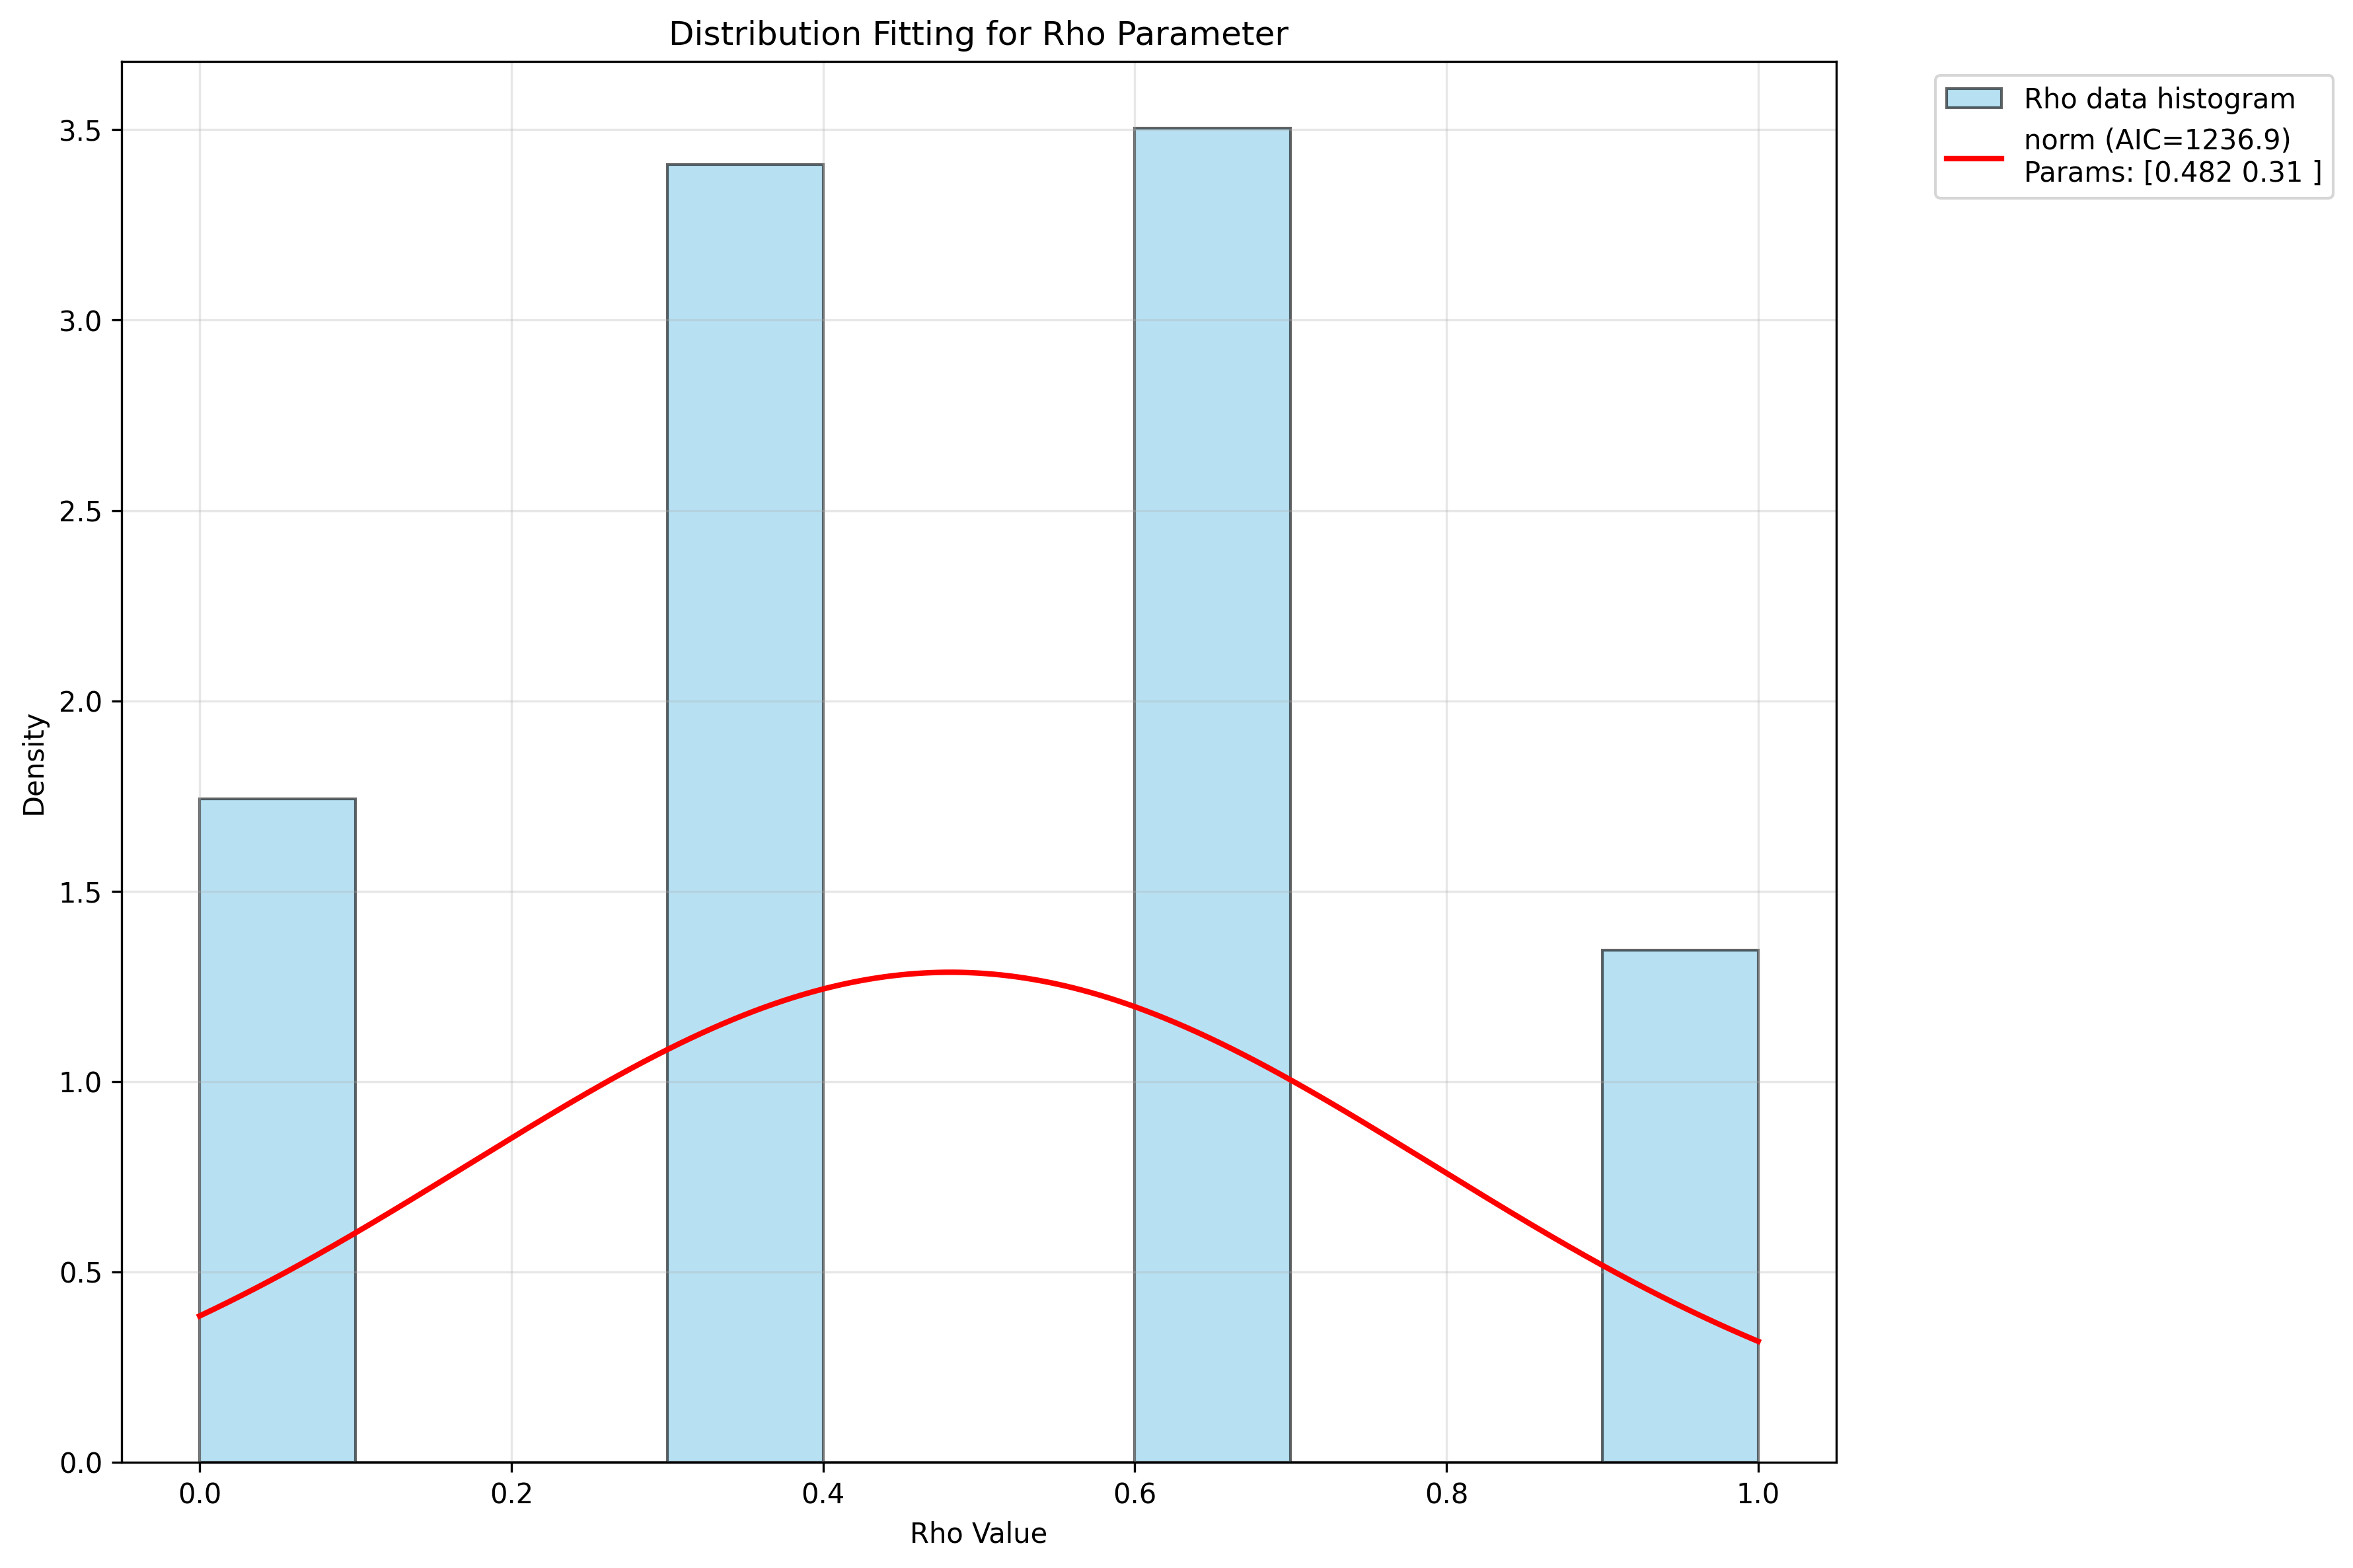 Distribution Fitting for Rho Parameter
Rho data histogram
norm (AIC=1236.9)
Params: [0.482 0.31 ]
Density
3.5
3.0
2.5
2.0
1.5
1.0
0.5
0.0
0.0 0.2 0.4 0.6 0.8 1.0
Rho Value